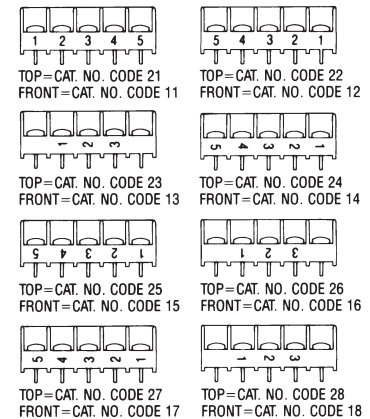 1 2 3 4 5
TOP=CAT. NO. CODE 21
FRONT=CAT. NO. CODE 11
5 4 3 2 1
TOP=CAT. NO. CODE 22
FRONT=CAT. NO. CODE 12
1 2 3
TOP=CAT. NO. CODE 23
FRONT=CAT. NO. CODE 13
5 4 3 2 1
TOP=CAT. NO. CODE 24
FRONT=CAT. NO. CODE 14
5 4 3 2 1
TOP=CAT. NO. CODE 25
FRONT=CAT. NO. CODE 15
1 2 3
TOP=CAT. NO. CODE 26
FRONT=CAT. NO. CODE 16
5 4 3 2 1
TOP=CAT. NO. CODE 27
FRONT=CAT. NO. CODE 17
1 2 3
TOP=CAT. NO. CODE 28
FRONT=CAT. NO. CODE 18